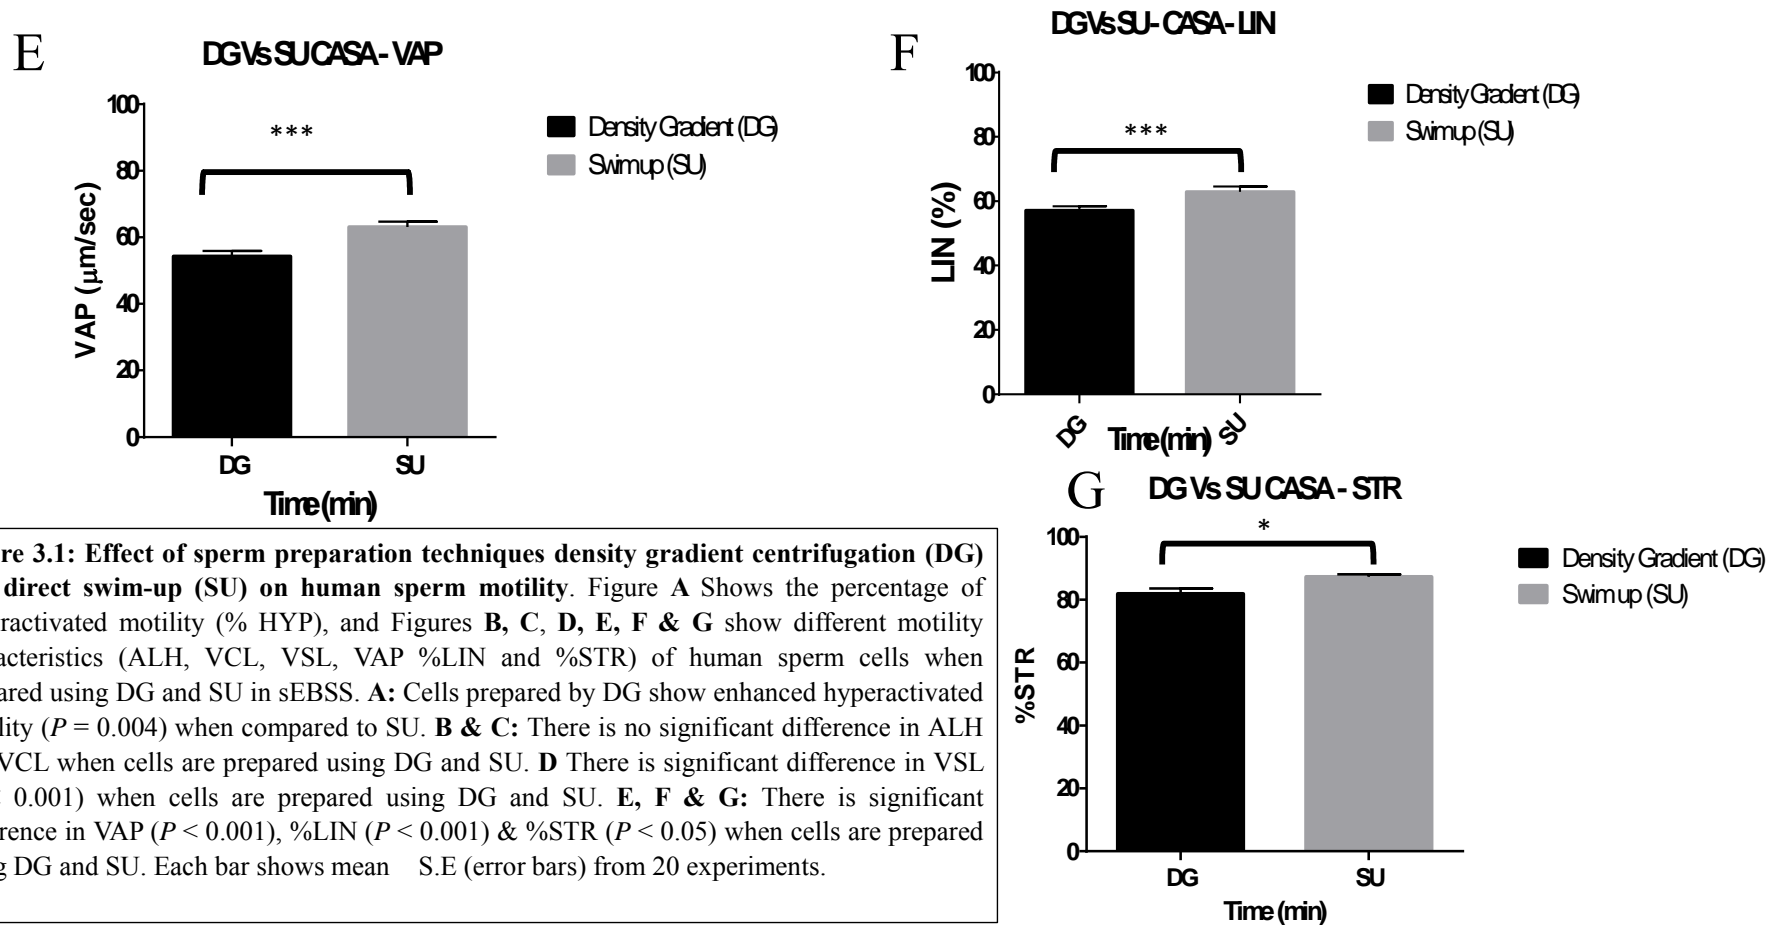 E
DG Vs SU CASA - VAP
100
80
60
40
20
0
VAP (μm/sec)
***
DG
SU
Time (min)
Density Gradient (DG)
Swim up (SU)
F
DG Vs SU - CASA - LIN
100
80
60
40
20
0
LIN (%)
***
DG
SU
Time (min)
Density Gradient (DG)
Swim up (SU)
G
DG Vs SU CASA - STR
100
80
60
40
20
0
%STR
*
DG
SU
Time (min)
Density Gradient (DG)
Swim up (SU)
re 3.1: Effect of sperm preparation techniques density gradient centrifugation (DG)
direct swim-up (SU) on human sperm motility. Figure A Shows the percentage of
ractivated motility (% HYP), and Figures B, C, D, E, F & G show different motility
acteristics (ALH, VCL, VSL, VAP %LIN and %STR) of human sperm cells when
ared using DG and SU in sEBSS. A: Cells prepared by DG show enhanced hyperactivated
lity (P = 0.004) when compared to SU. B & C: There is no significant difference in ALH
VCL when cells are prepared using DG and SU. D There is significant difference in VSL
0.001) when cells are prepared using DG and SU. E, F & G: There is significant
erence in VAP (P < 0.001), %LIN (P < 0.001) & %STR (P < 0.05) when cells are prepared
g DG and SU. Each bar shows mean S.E (error bars) from 20 experiments.